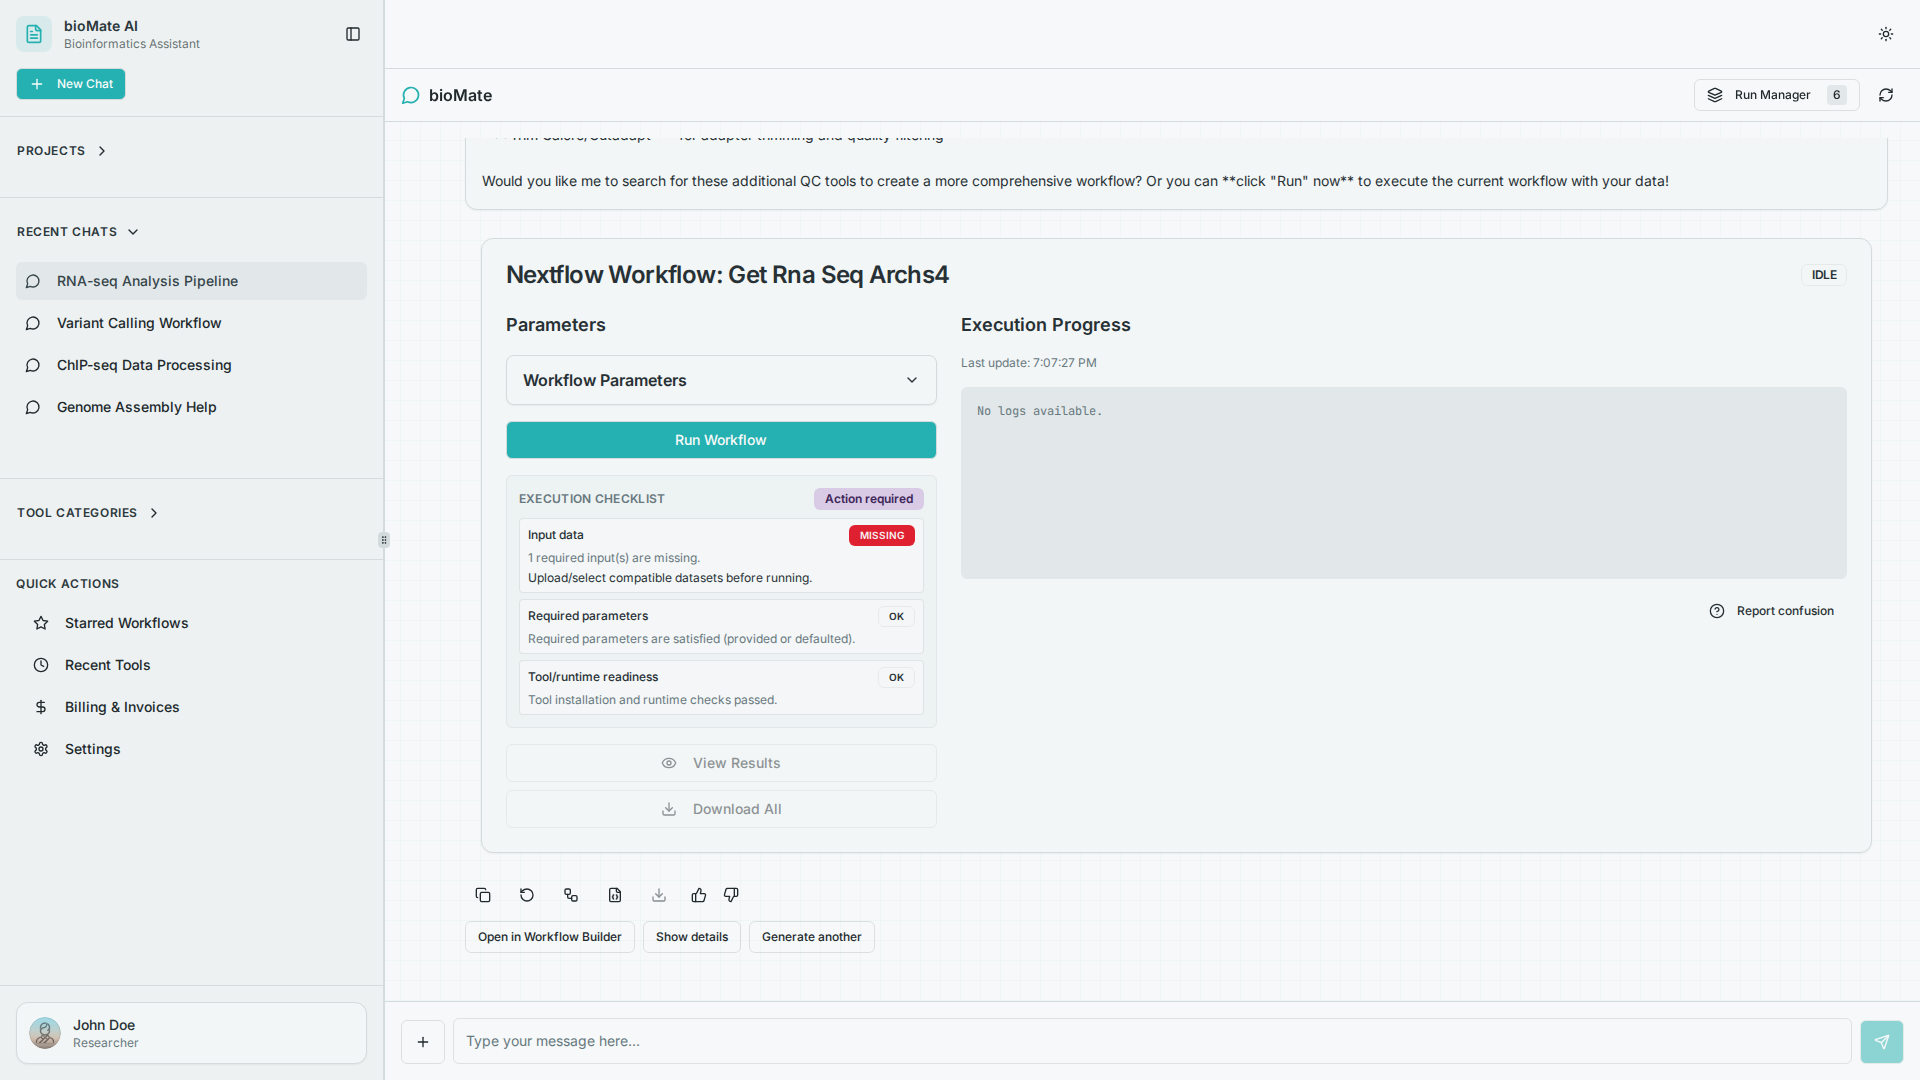 bioMate AI
Bioinformatics Assistant
New Chat
PROJECTS
RECENT CHATS
RNA-seq Analysis Pipeline
Variant Calling Workflow
ChIP-seq Data Processing
Genome Assembly Help
TOOL CATEGORIES
QUICK ACTIONS
Starred Workflows
Recent Tools
Billing & Invoices
Settings
John Doe
Researcher
bioMate
Run Manager 6
for adapter trimming and quality filtering
Would you like me to search for these additional QC tools to create a more comprehensive workflow? Or you can **click "Run" now** to execute the current workflow with your data!
Nextflow Workflow: Get Rna Seq Archs4
IDLE
Parameters
Workflow Parameters
Run Workflow
EXECUTION CHECKLIST
Action required
Input data
MISSING
1 required input(s) are missing.
Upload/select compatible datasets before running.
Required parameters
OK
Required parameters are satisfied (provided or defaulted).
Tool/runtime readiness
OK
Tool installation and runtime checks passed.
View Results
Download All
Execution Progress
Last update: 7:07:27 PM
No logs available.
Report confusion
Open in Workflow Builder
Show details
Generate another
Type your message here...